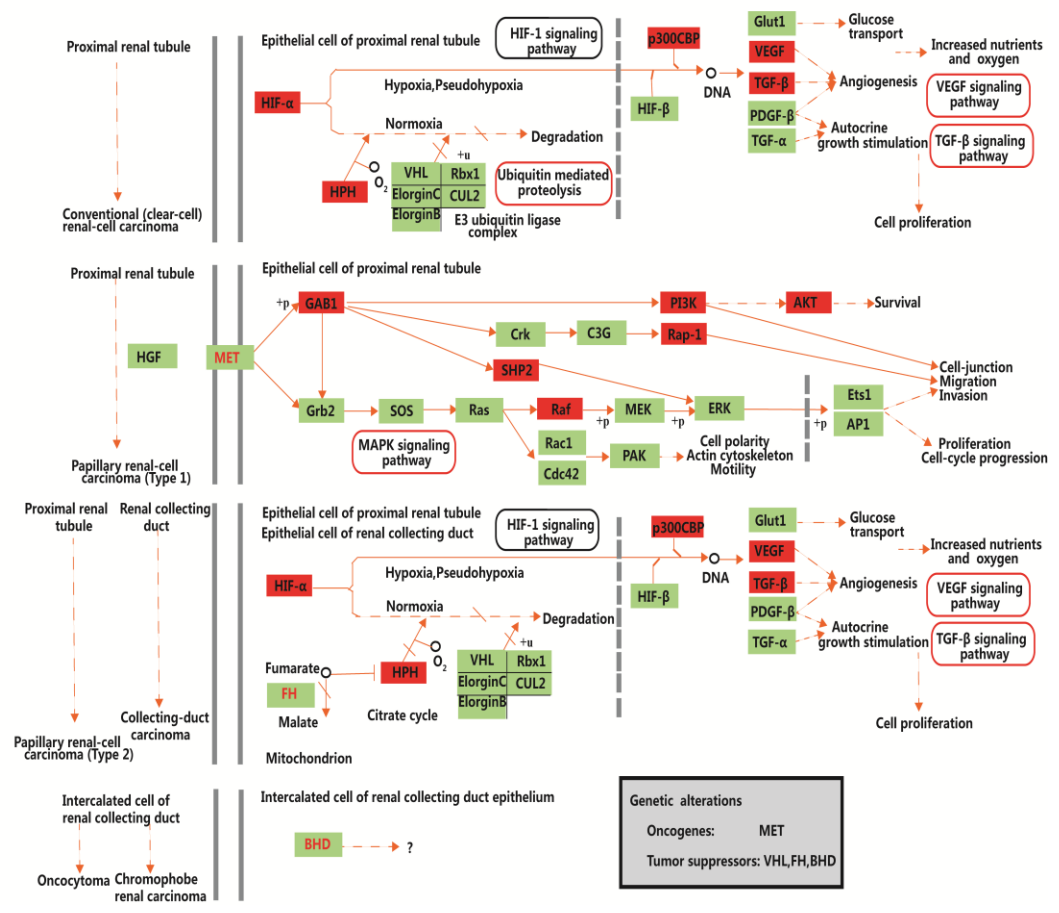 Proximal renal tubule
Conventional (clear-cell)
renal-cell carcinoma
Epithelial cell of proximal renal tubule
HIF-1 signaling
pathway
HIF-α
Hypoxia,Pseudohypoxia
Normoxia
Degradation
HPH
O2
+u
VHL
Rbx1
ElorginC
CUL2
ElorginB
E3 ubiquitin ligase
complex
Ubiquitin mediated
proteolysis
p300CBP
HIF-β
DNA
Glut1
VEGF
TGF-β
PDGF-β
TGF-α
Glucose
transport
Increased nutrients
and oxygen
Angiogenesis
VEGF signaling
pathway
Autocrine
growth stimulation
TGF-β signaling
pathway
Cell proliferation
Proximal renal tubule
Papillary renal-cell
carcinoma (Type 1)
HGF
MET
Epithelial cell of proximal renal tubule
+p
GAB1
PI3K
AKT
Survival
Crk
C3G
Rap-1
SHP2
Grb2
SOS
Ras
Raf
+p
MEK
+p
ERK
+p
Ets1
AP1
Cell-junction
Migration
Invasion
Proliferation
Cell-cycle progression
MAPK signaling
pathway
Rac1
Cdc42
PAK
Cell polarity
Actin cytoskeleton
Motility
Proximal renal
tubule
Renal collecting
duct
Papillary renal-cell
carcinoma (Type 2)
Collecting-duct
carcinoma
Epithelial cell of proximal renal tubule
Epithelial cell of renal collecting duct
HIF-1 signaling
pathway
HIF-α
Hypoxia,Pseudohypoxia
Normoxia
Degradation
Fumarate
FH
Malate
HPH
O2
Citrate cycle
+u
VHL
Rbx1
ElorginC
CUL2
ElorginB
Mitochondrion
p300CBP
HIF-β
DNA
Glut1
VEGF
TGF-β
PDGF-β
TGF-α
Glucose
transport
Increased nutrients
and oxygen
Angiogenesis
VEGF signaling
pathway
Autocrine
growth stimulation
TGF-β signaling
pathway
Cell proliferation
Intercalated cell of
renal collecting duct
Oncocytoma
Chromophobe
renal carcinoma
Intercalated cell of renal collecting duct epithelium
BHD
?
Genetic alterations
Oncogenes: MET
Tumor suppressors: VHL,FH,BHD